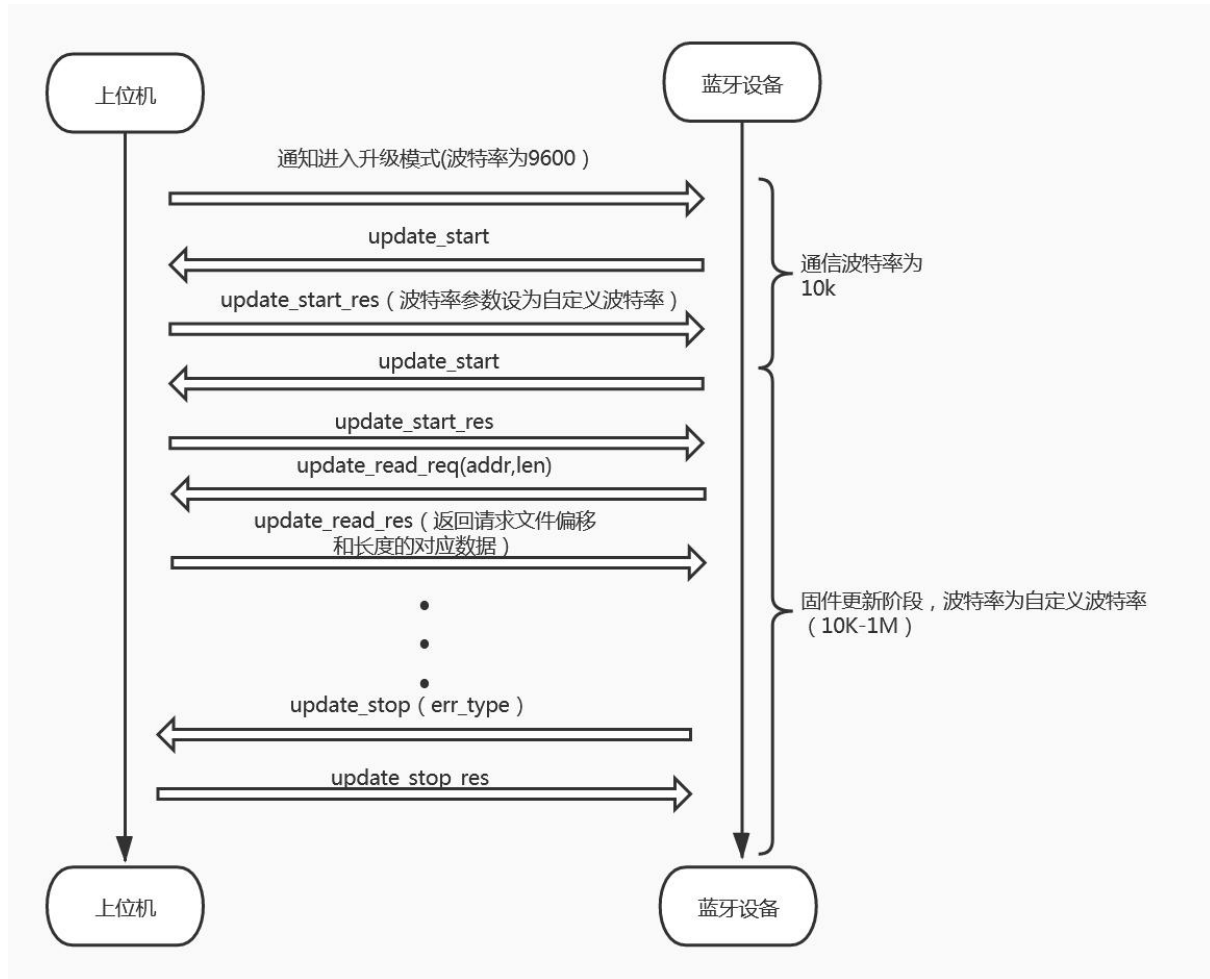 上位机
蓝牙设备
通知进入升级模式(波特率为9600）
update_start
通信波特率为
10k
update_start_res（波特率参数设为自定义波特率）
update_start
update_start_res
update_read_req(addr,len)
update_read_res（返回请求文件偏移
和长度的对应数据）
固件更新阶段，波特率为自定义波特率
（10K-1M）
update_stop（err_type）
update_stop_res
上位机
蓝牙设备